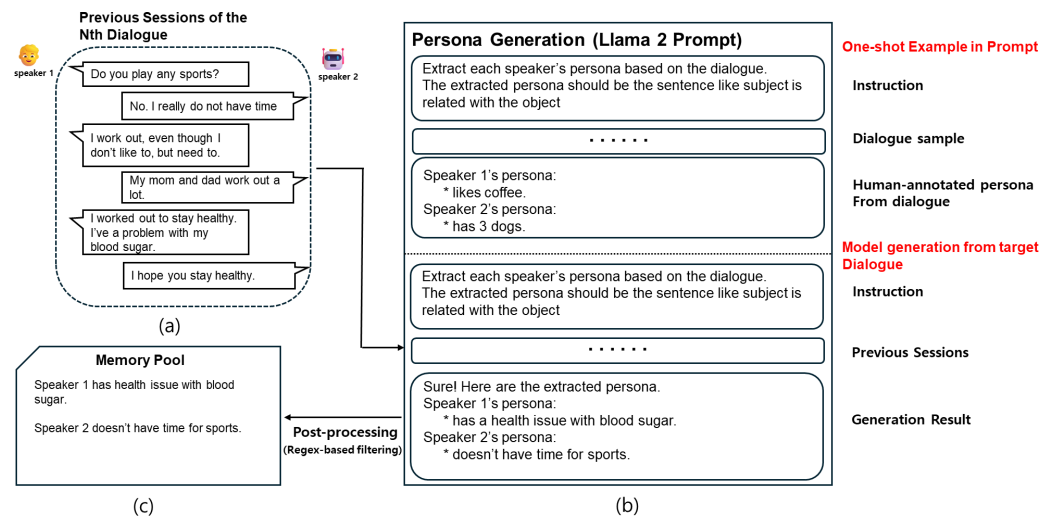 Previous Sessions of the
Nth Dialogue
speaker 1
speaker 2
Do you play any sports?
No. I really do not have time
I work out, even though I
don't like to, but need to.
My mom and dad work out a
lot.
I worked out to stay healthy.
I've a problem with my
blood sugar.
I hope you stay healthy.
(a)
Memory Pool
Speaker 1 has health issue with blood
sugar.
Speaker 2 doesn't have time for sports.
(c)
Post-processing
(Regex-based filtering)
Persona Generation (Llama 2 Prompt)
Extract each speaker's persona based on the dialogue.
The extracted persona should be the sentence like subject is
related with the object
· · · · · ·
Speaker 1's persona:
* likes coffee.
Speaker 2's persona:
* has 3 dogs.
Extract each speaker's persona based on the dialogue.
The extracted persona should be the sentence like subject is
related with the object
· · · · · ·
Sure! Here are the extracted persona.
Speaker 1's persona:
* has a health issue with blood sugar.
Speaker 2's persona:
* doesn't have time for sports.
(b)
One-shot Example in Prompt
Instruction
Dialogue sample
Human-annotated persona
From dialogue
Model generation from target
Dialogue
Instruction
Previous Sessions
Generation Result